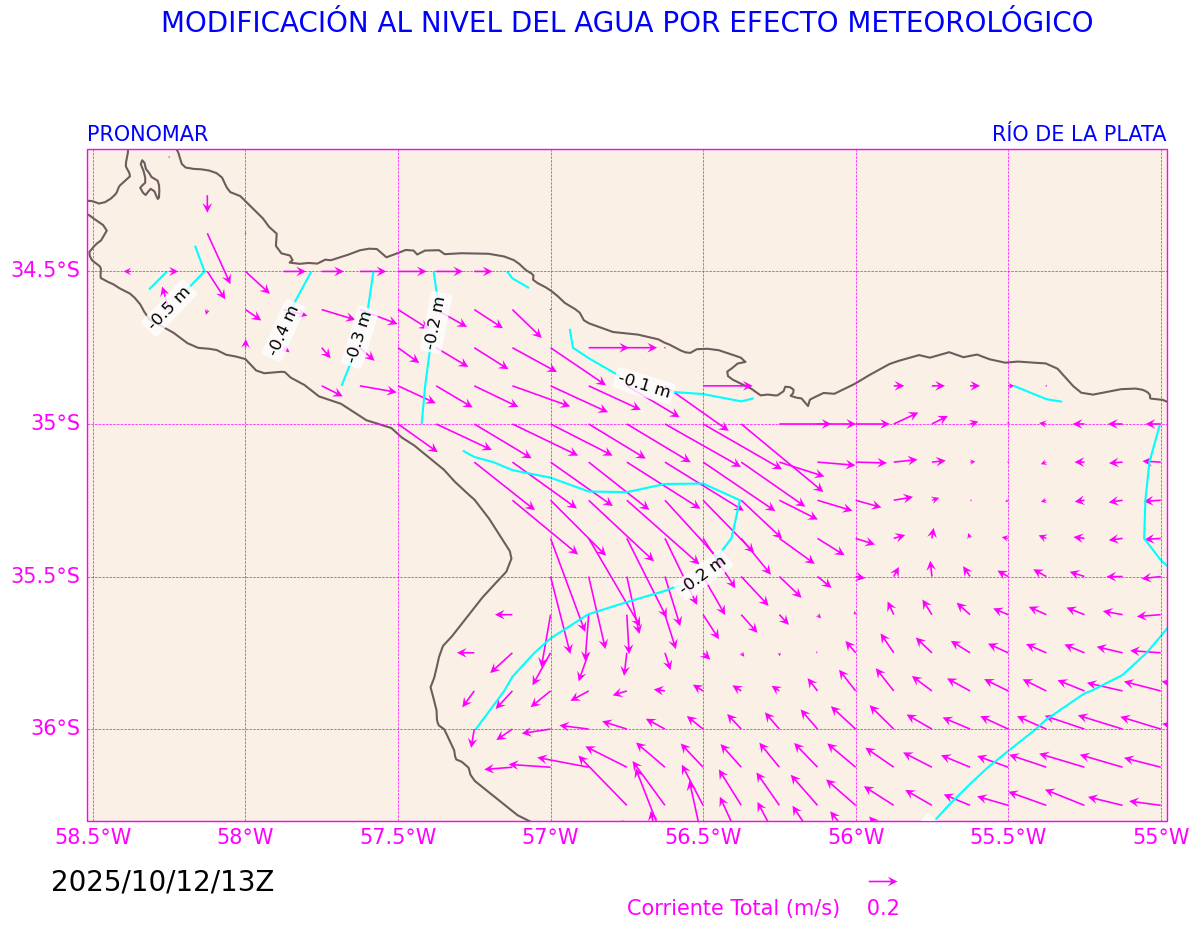 MODIFICACIÓN AL NIVEL DEL AGUA POR EFECTO METEOROLÓGICO
PRONOMAR
RÍO DE LA PLATA
34.5°S
35°S
35.5°S
36°S
-0.5 m
-0.4 m
-0.3 m
-0.2 m
-0.1 m
-0.2 m
58.5°W
58°W
57.5°W
57°W
56.5°W
56°W
55.5°W
55°W
2025/10/12/13Z
Corriente Total (m/s)
0.2